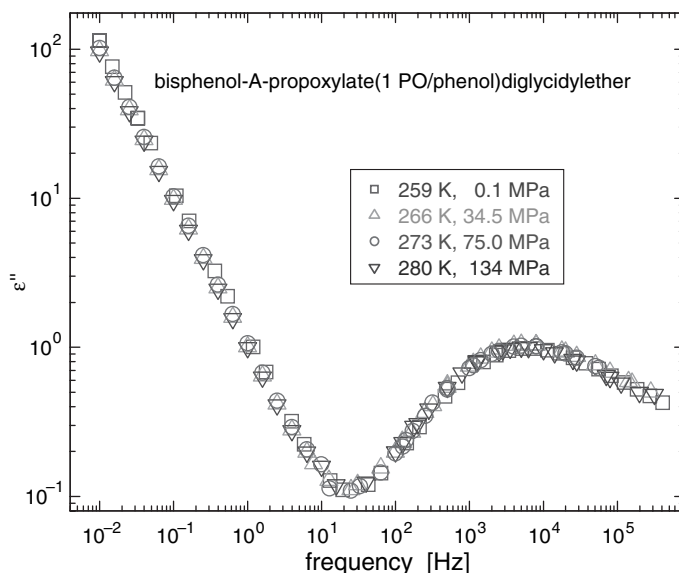 bisphenol-A-propoxylate(1 PO/phenol)diglycidylether
259 K, 0.1 MPa
266 K, 34.5 MPa
273 K, 75.0 MPa
280 K, 134 MPa
ε''
10²
10¹
10⁰
10⁻¹
10⁻² 10⁻¹ 10⁰ 10¹ 10² 10³ 10⁴ 10⁵
frequency [Hz]